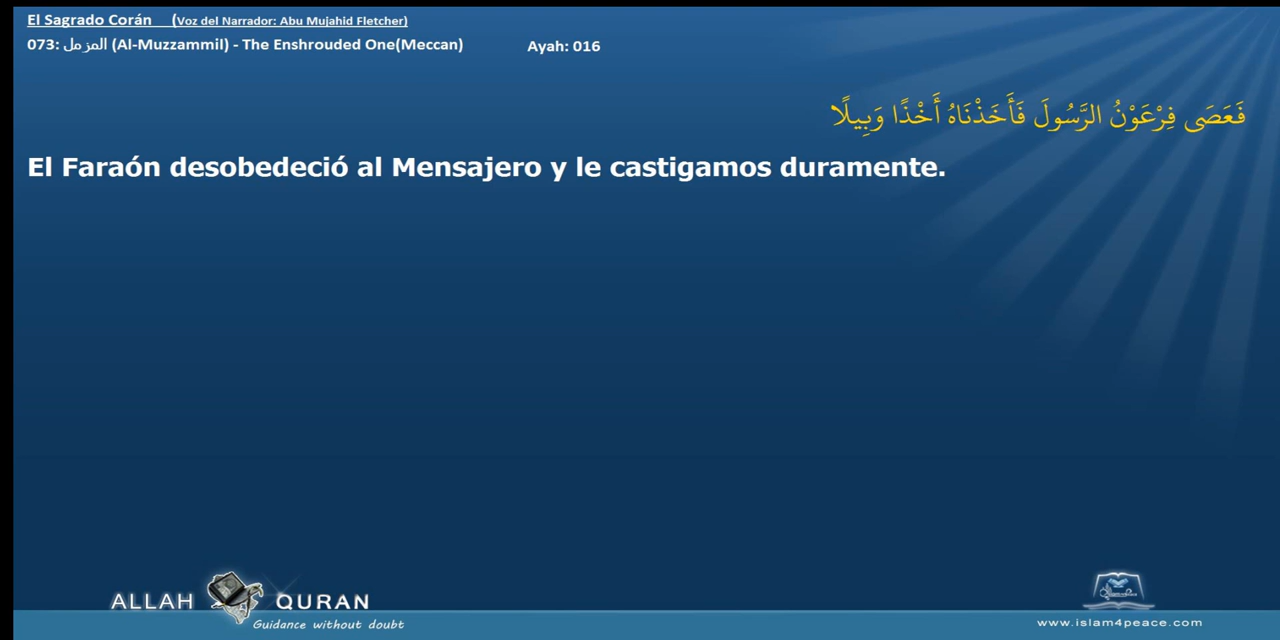 El Sagrado Corán (Voz del Narrador: Abu Mujahid Fletcher)
073: المزمل (Al-Muzzammil) - The Enshrouded One(Meccan) Ayah: 016
فَعَصَى فِرْعَوْنُ الرَّسُولَ فَأَخَذْنَاهُ أَخْذًا وَبِيلًا
El Faraón desobedeció al Mensajero y le castigamos duramente.
ALLAH QURAN
Guidance without doubt
www.islam4peace.com